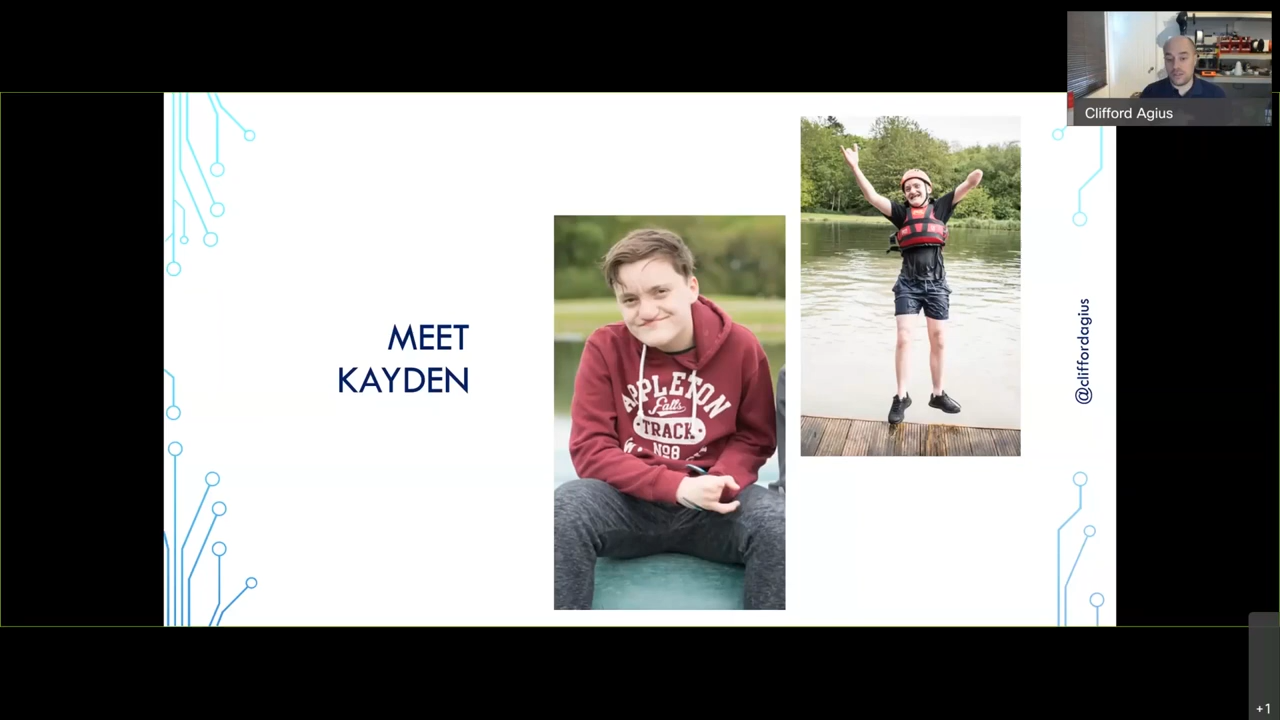 Clifford Agius
MEET
KAYDEN
APPLETON
Falls
TRACK
Nº8
@cliffordagius
+1